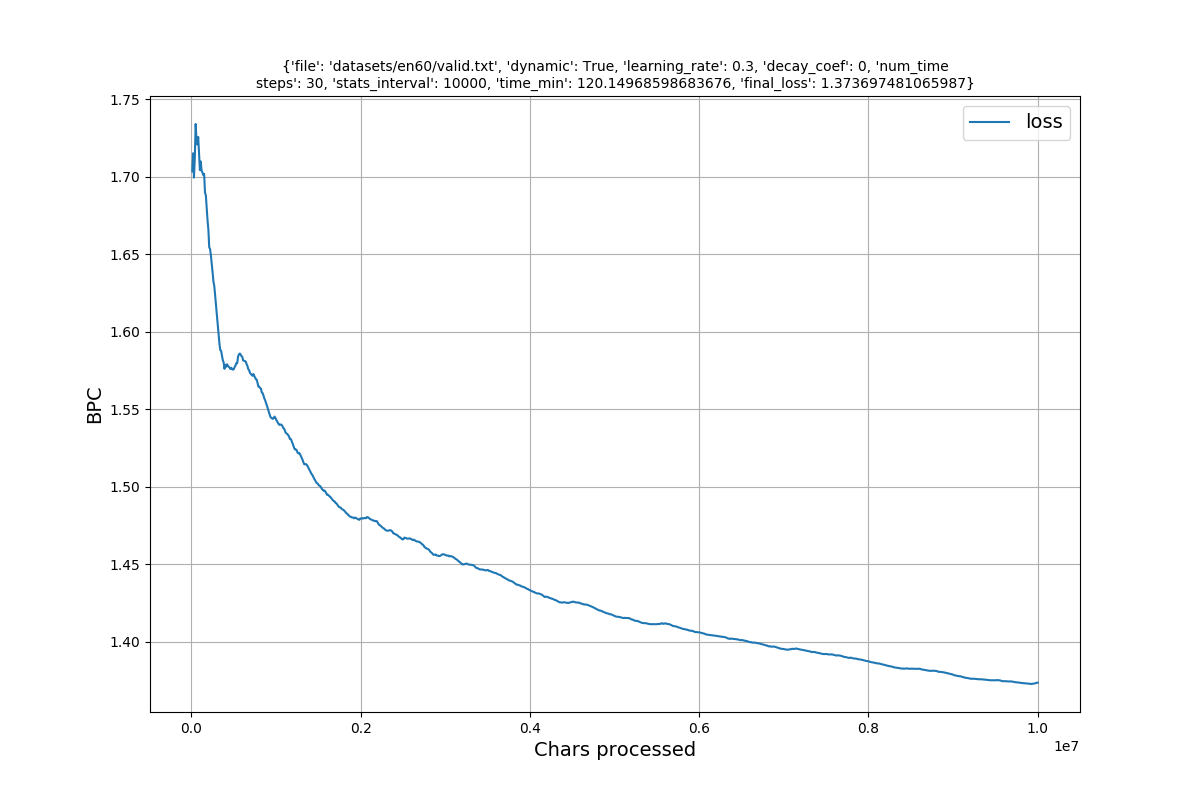 {'file': 'datasets/en60/valid.txt', 'dynamic': True, 'learning_rate': 0.3, 'decay_coef': 0, 'num_time
steps': 30, 'stats_interval': 10000, 'time_min': 120.14968598683676, 'final_loss': 1.373697481065987}
loss
BPC
1.75
1.70
1.65
1.60
1.55
1.50
1.45
1.40
0.0 0.2 0.4 0.6 0.8 1.0
1e7
Chars processed